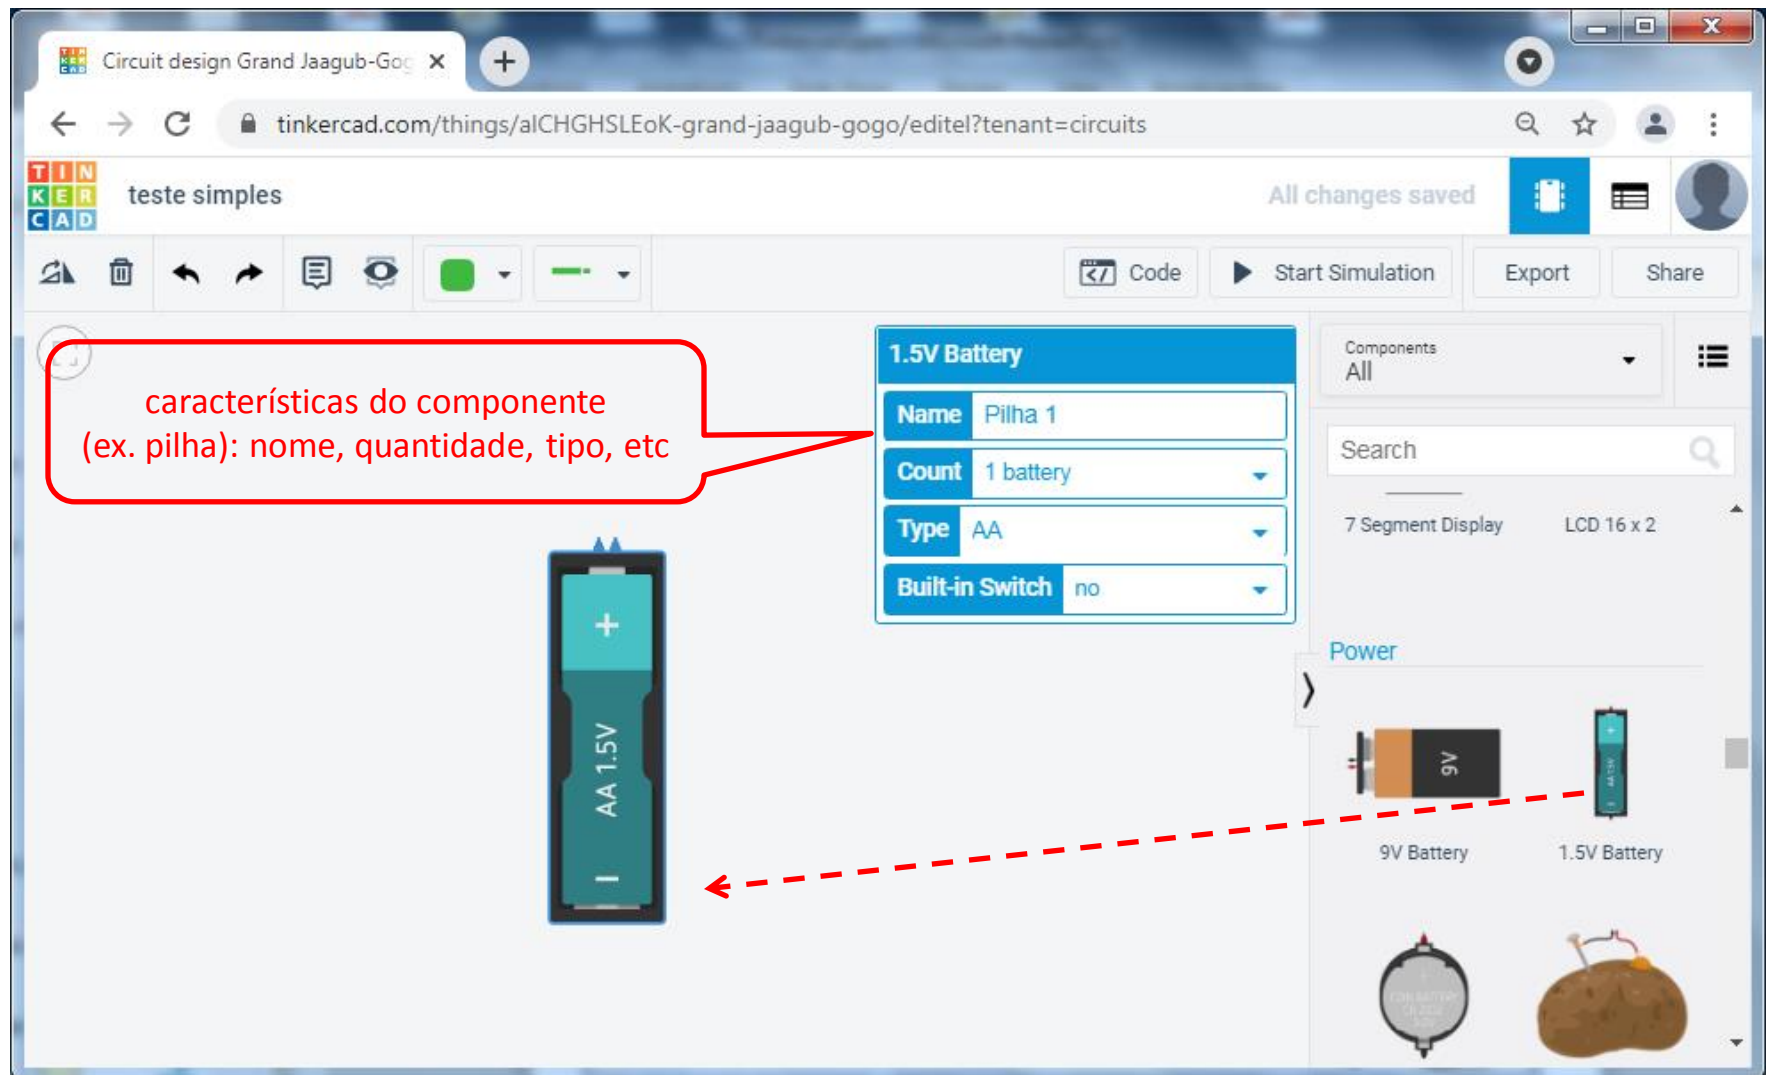 Circuit design Grand Jaagub-Gog
tinkercad.com/things/alCHGHSLEoK-grand-jaagub-gogo/editel?tenant=circuits
TIN
KER
CAD
teste simples
All changes saved
Code
Start Simulation
Export
Share
características do componente
(ex. pilha): nome, quantidade, tipo, etc
1.5V Battery
Name Pilha 1
Count 1 battery
Type AA
Built-in Switch no
Components
All
Search
7 Segment Display
LCD 16 x 2
Power
9V
9V Battery
+
AA 1.5V
1.5V Battery
+
AA 1.5V
–